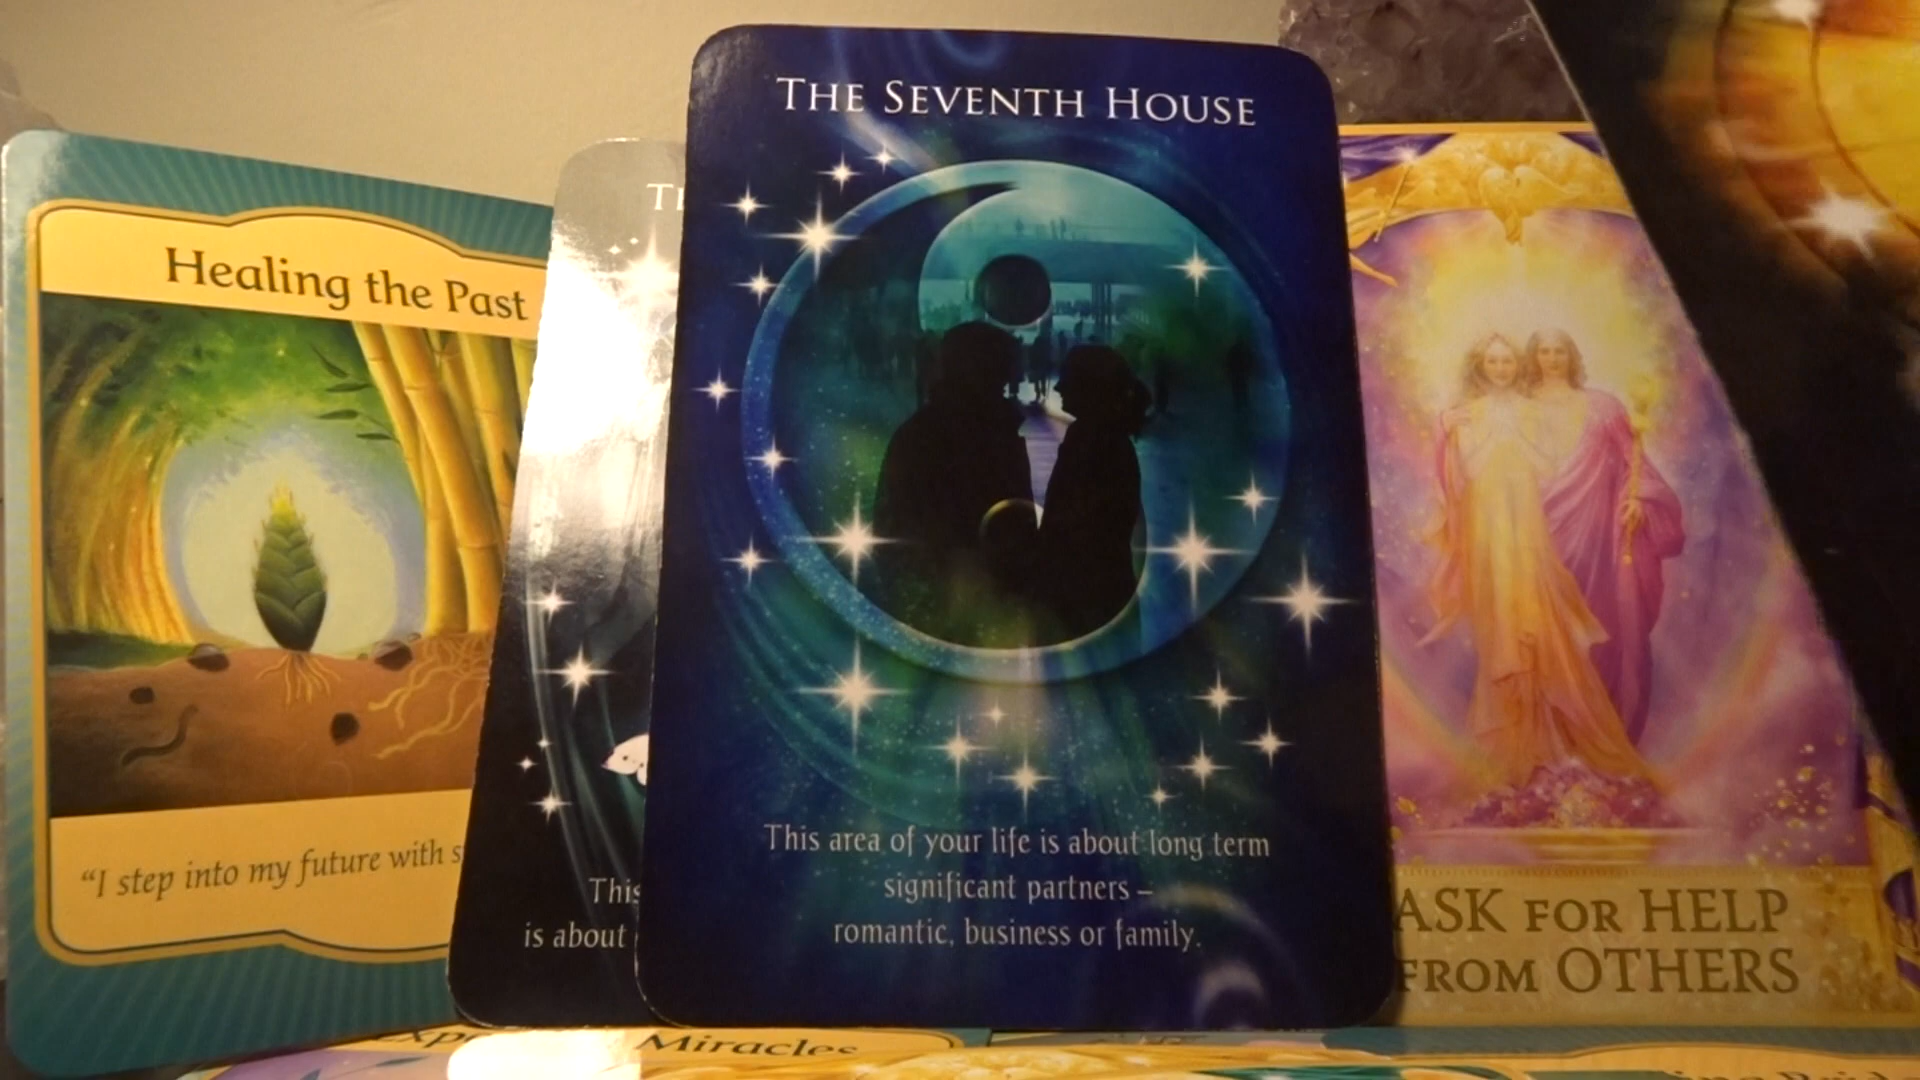 THE SEVENTH HOUSE
Healing the Past
This area of your life is about long term
significant partners –
romantic, business or family.
"I step into my future with
This
is about
ASK FOR HELP
FROM OTHERS
Miracles